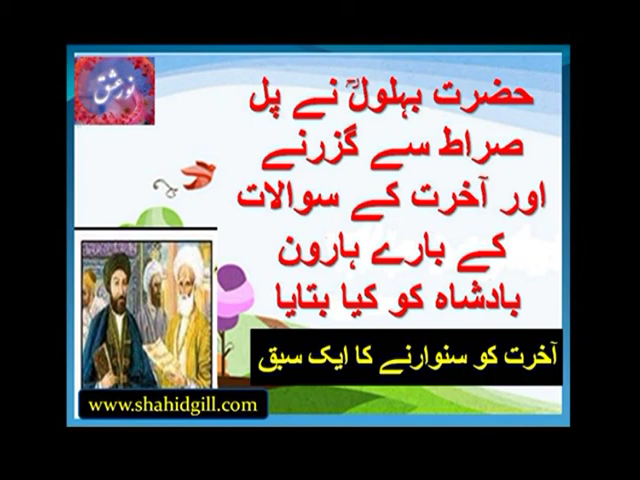 نور عشق
حضرت بہلولؒ نے پل
صراط سے گزرنے
اور آخرت کے سوالات
کے بارے ہارون
بادشاہ کو کیا بتایا
آخرت کو سنوارنے کا ایک سبق
www.shahidgill.com